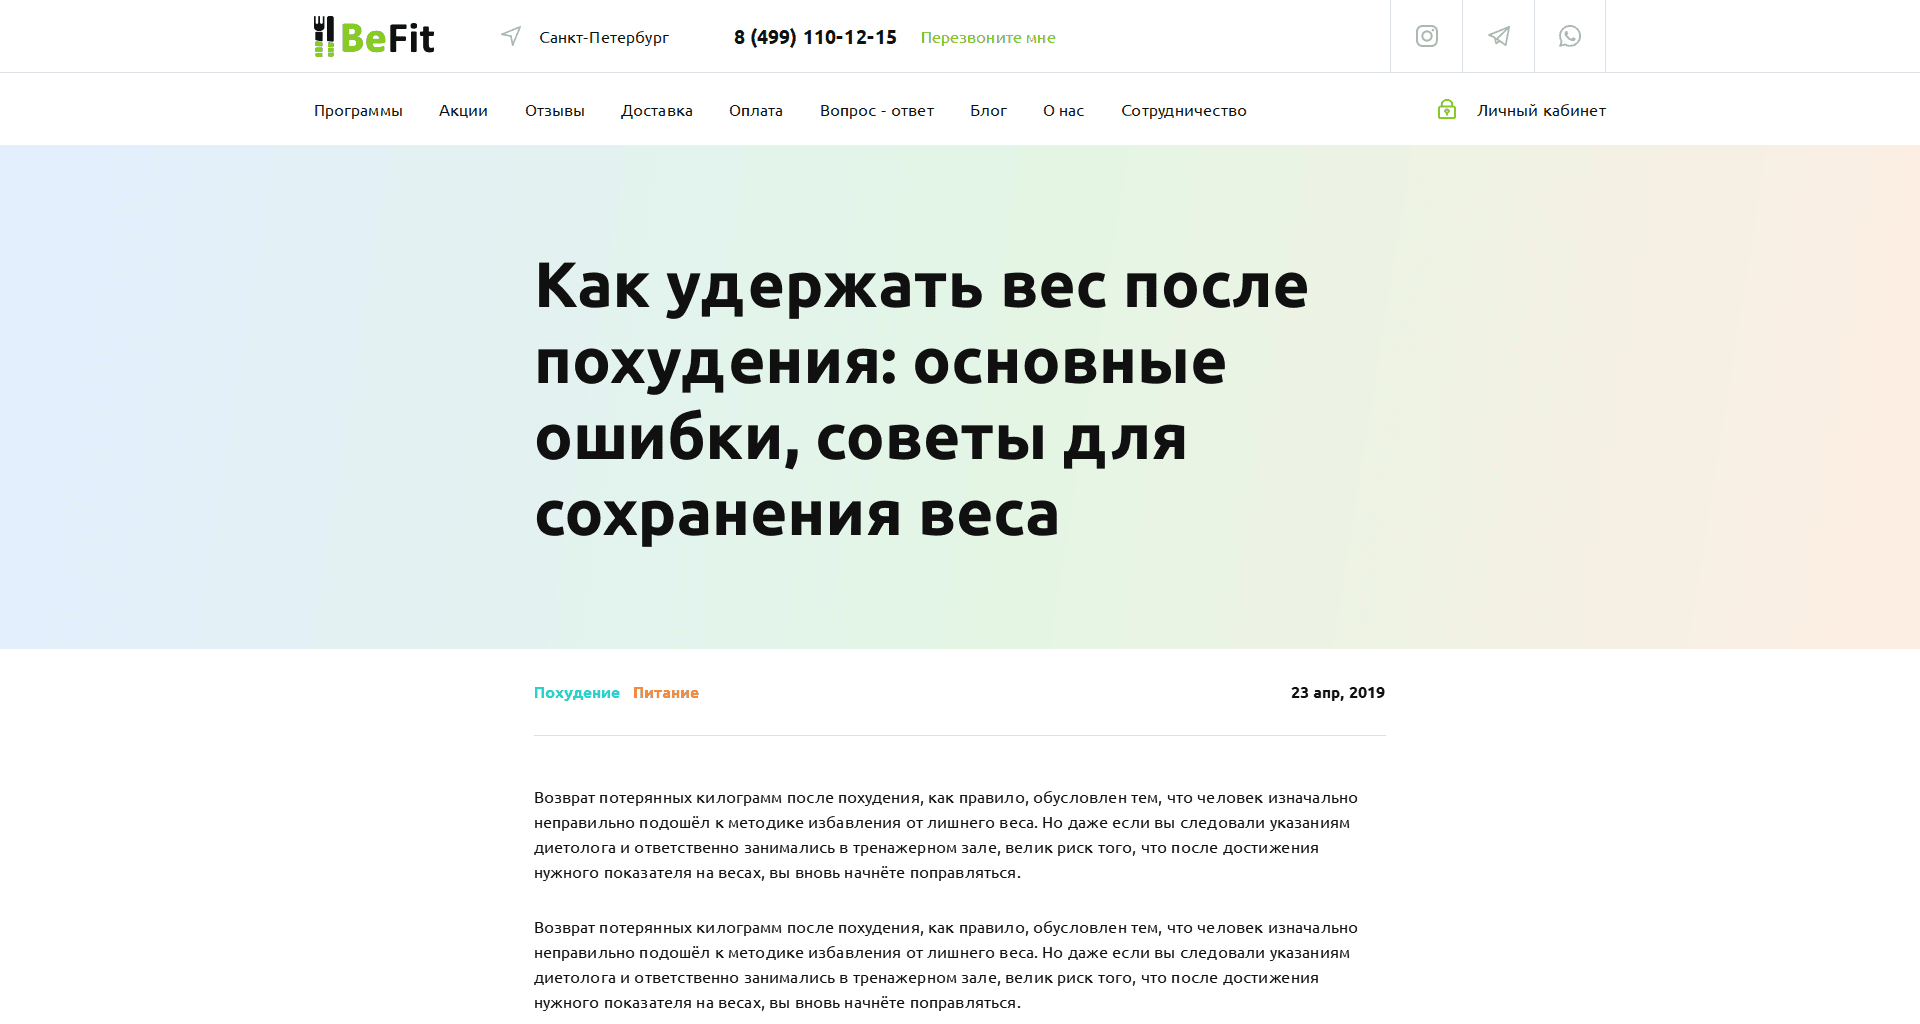 BeFit
Санкт-Петербург
8 (499) 110-12-15
Перезвоните мне
Программы
Акции
Отзывы
Доставка
Оплата
Вопрос - ответ
Блог
О нас
Сотрудничество
Личный кабинет
Как удержать вес после
похудения: основные
ошибки, советы для
сохранения веса
Похудение
Питание
23 апр, 2019
Возврат потерянных килограмм после похудения, как правило, обусловлен тем, что человек изначально
неправильно подошёл к методике избавления от лишнего веса. Но даже если вы следовали указаниям
диетолога и ответственно занимались в тренажерном зале, велик риск того, что после достижения
нужного показателя на весах, вы вновь начнёте поправляться.
Возврат потерянных килограмм после похудения, как правило, обусловлен тем, что человек изначально
неправильно подошёл к методике избавления от лишнего веса. Но даже если вы следовали указаниям
диетолога и ответственно занимались в тренажерном зале, велик риск того, что после достижения
нужного показателя на весах, вы вновь начнёте поправляться.